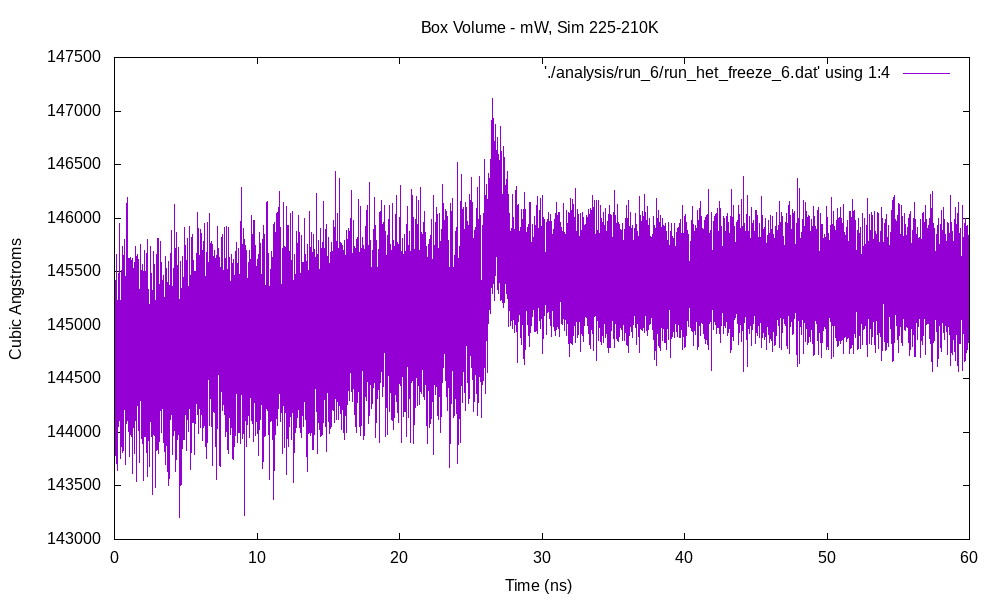 Box Volume - mW, Sim 225-210K
'./analysis/run_6/run_het_freeze_6.dat' using 1:4
147500
147000
146500
146000
145500
145000
144500
144000
143500
143000
Cubic Angstroms
0 10 20 30 40 50 60
Time (ns)